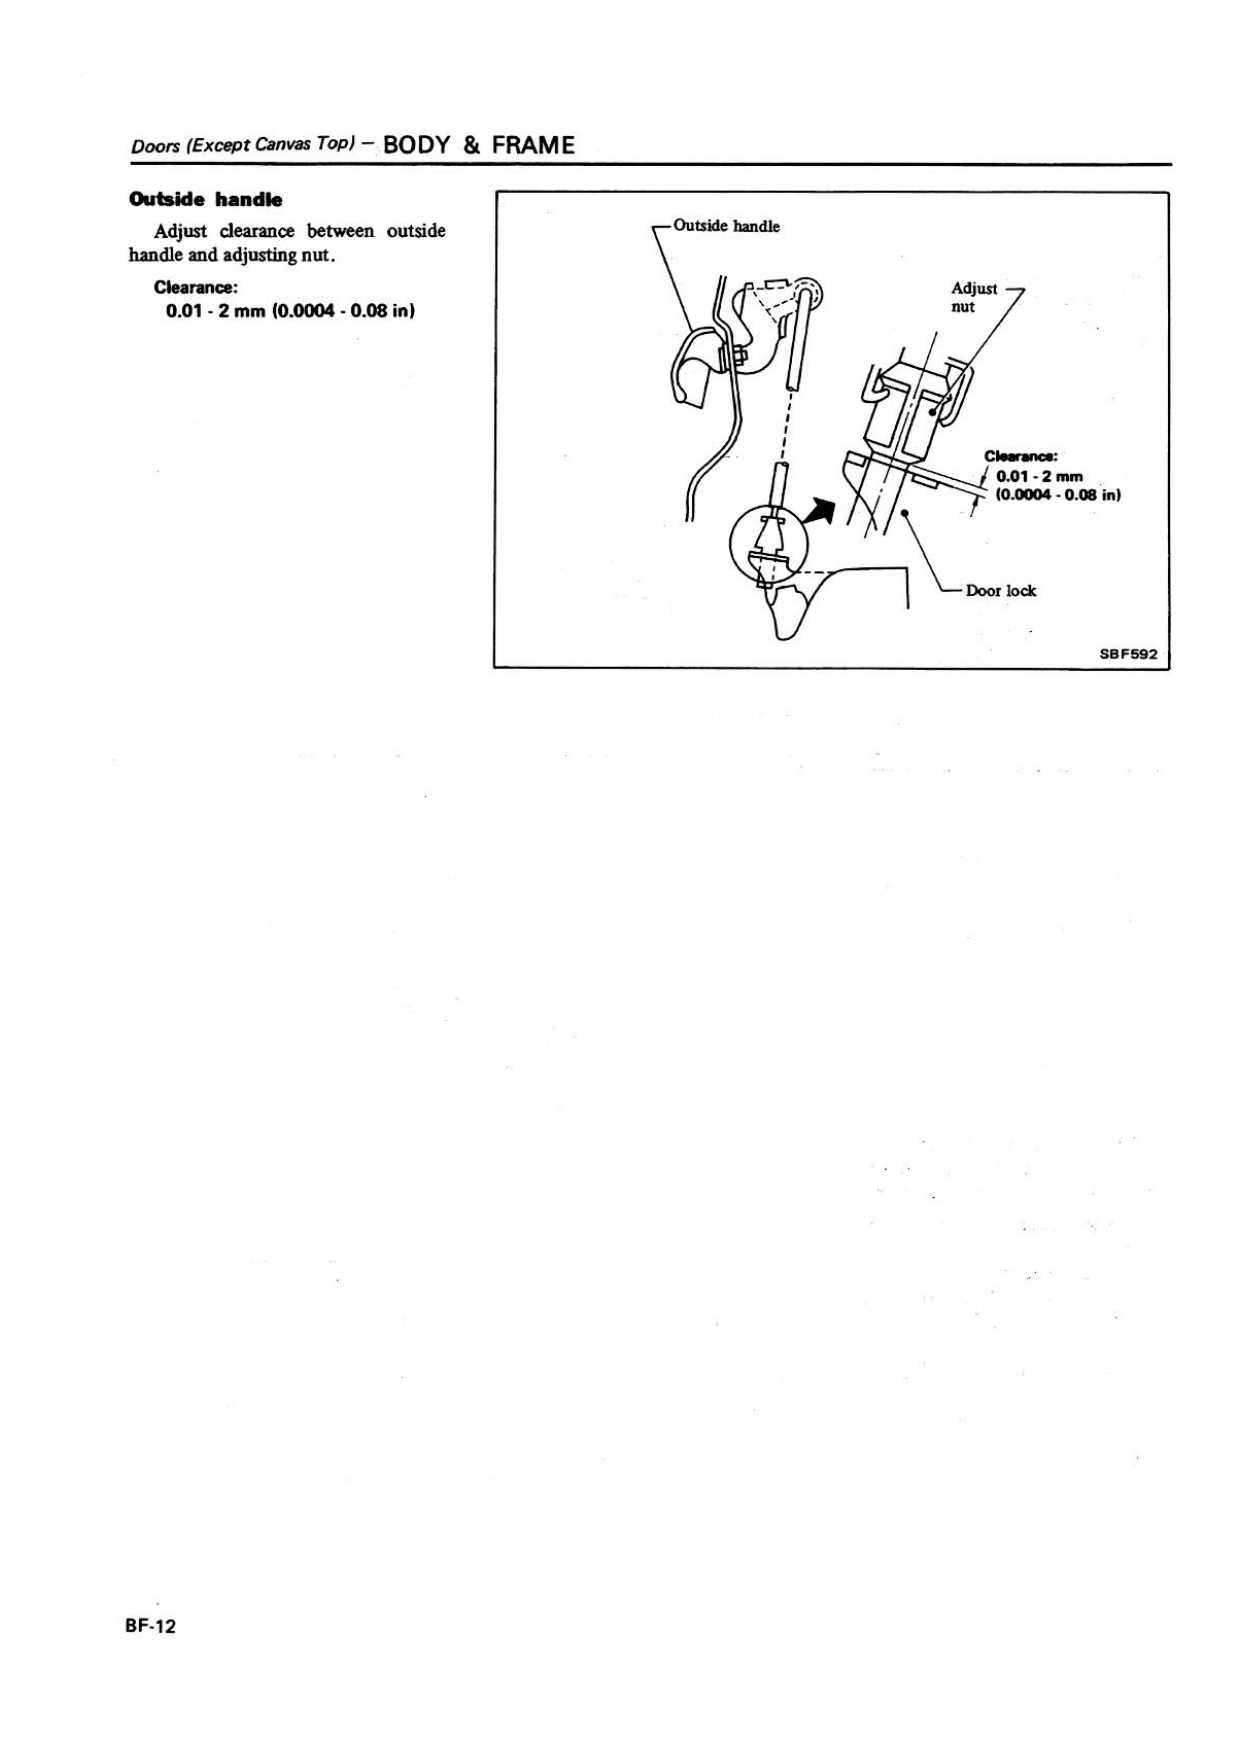 Doors (Except Canvas Top) – BODY & FRAME
Outside handle
Adjust clearance between outside
handle and adjusting nut.
Clearance:
0.01 - 2 mm (0.0004 - 0.08 in)
Outside handle
Adjust
nut
Clearance:
0.01 - 2 mm
(0.0004 - 0.08 in)
Door lock
SBF592
BF-12